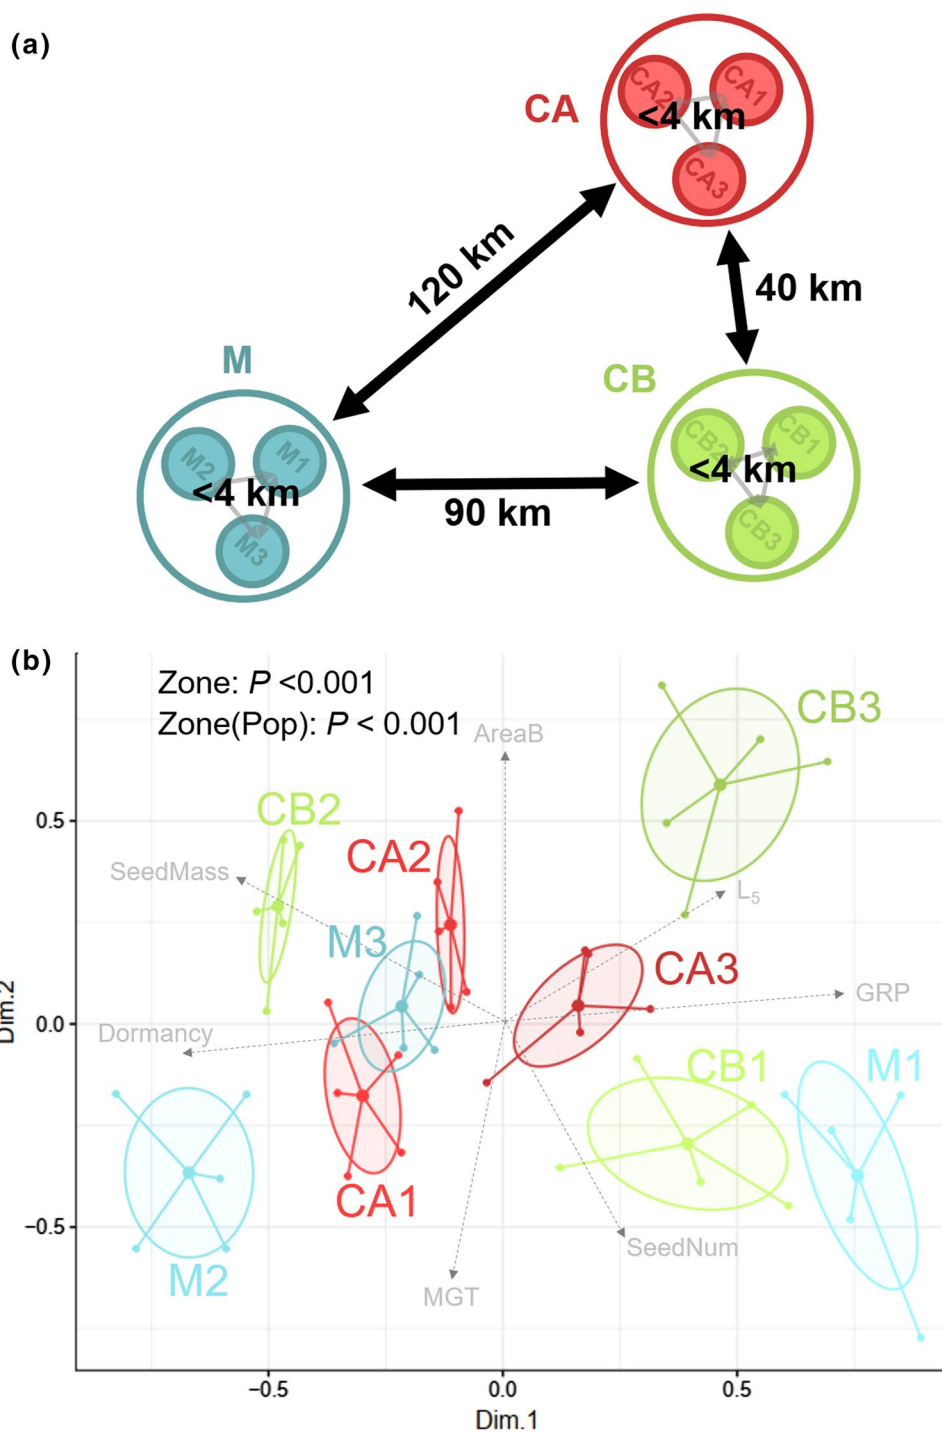 (a)
CA
CA2
CA1
<4 km
CA3
120 km
40 km
M
CB
M2
M1
<4 km
M3
CB2
CB1
<4 km
CB3
90 km
(b)
Zone: P <0.001
Zone(Pop): P < 0.001
AreaB
CB3
CB2
0.5
CA2
SeedMass
L5
M3
CA3
GRP
Dim.2
0.0
Dormancy
CB1
M1
CA1
−0.5
SeedNum
M2
MGT
−0.5
0.0
0.5
Dim.1